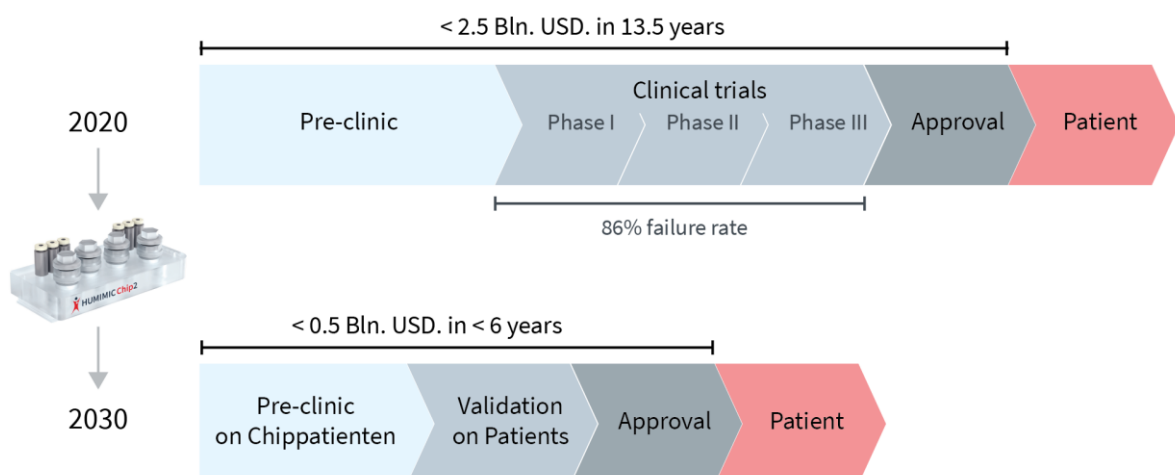 < 2.5 Bln. USD. in 13.5 years
2020
Pre-clinic
Clinical trials
Phase I
Phase II
Phase III
Approval
Patient
86% failure rate
HUMIMIC Chip2
< 0.5 Bln. USD. in < 6 years
2030
Pre-clinic
on Chippatienten
Validation
on Patients
Approval
Patient